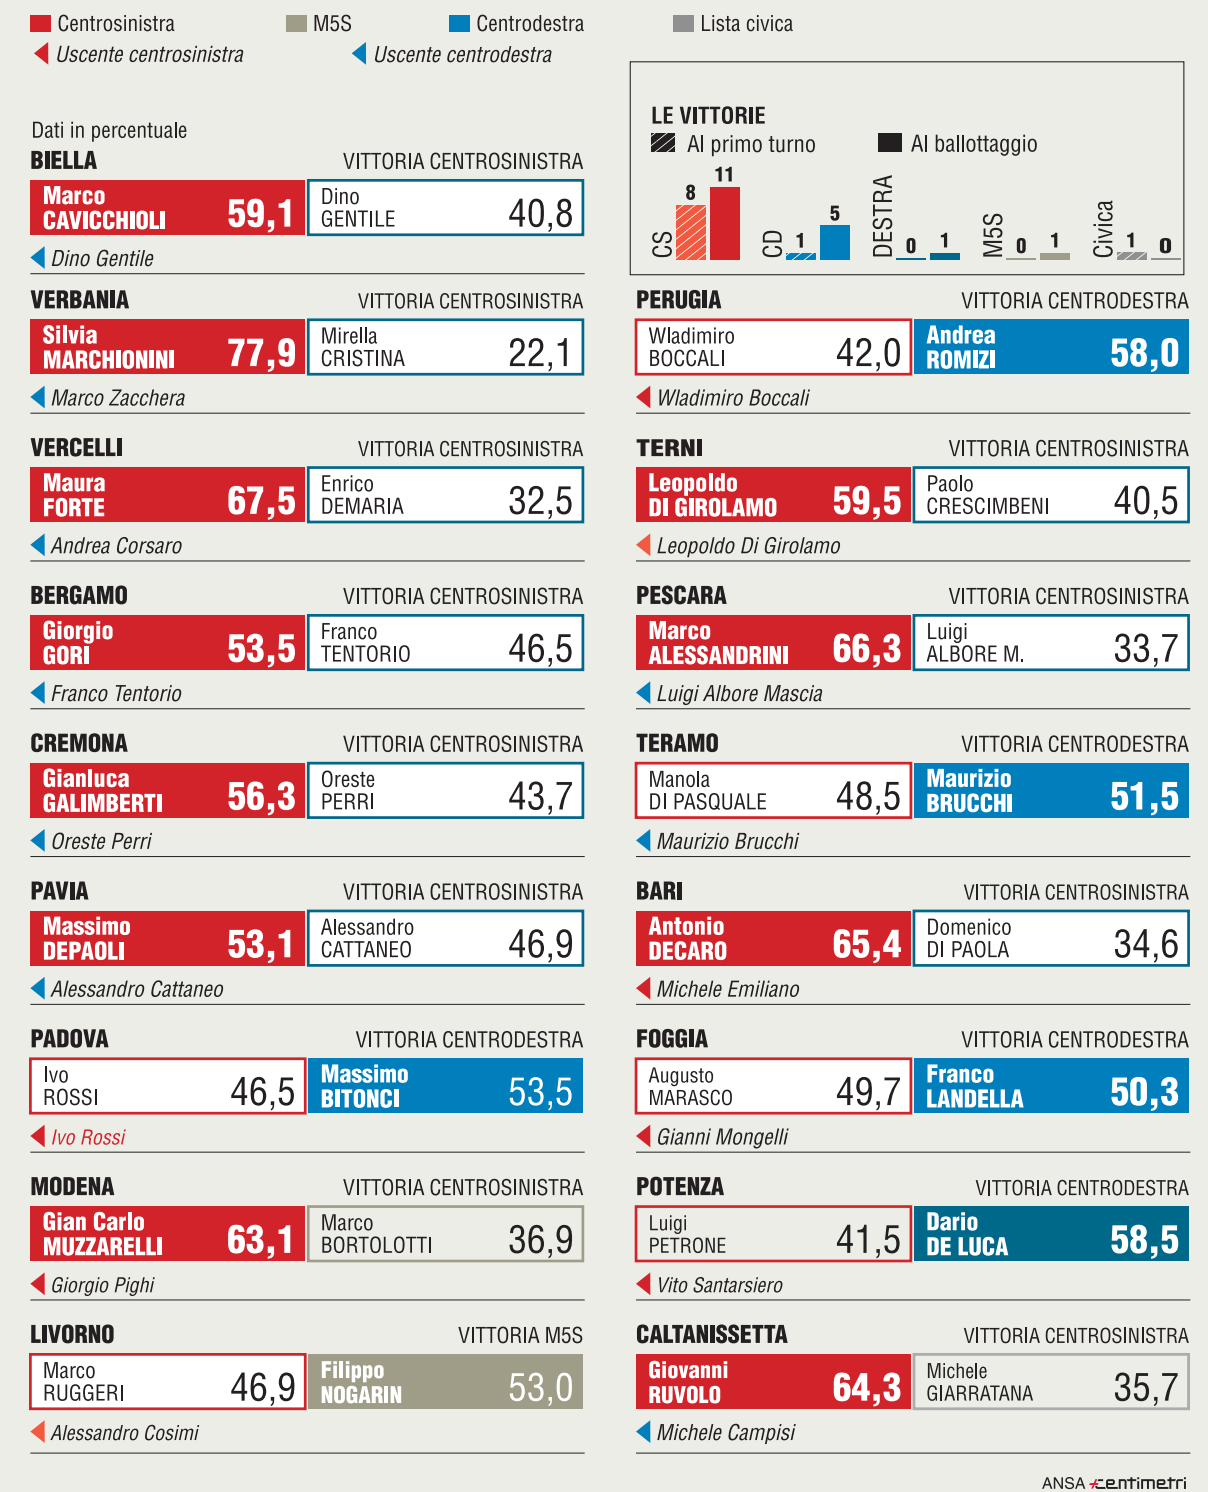 Centrosinistra
M5S
Centrodestra
Lista civica
Uscente centrosinistra
Uscente centrodestra
LE VITTORIE
Al primo turno
Al ballottaggio
CS
8
11
CD
1
5
DESTRA
0
1
M5S
0
1
Civica
1
0
Dati in percentuale
BIELLA
VITTORIA CENTROSINISTRA
Marco
CAVICCHIOLI
59,1
Dino
GENTILE
40,8
Dino Gentile
VERBANIA
VITTORIA CENTROSINISTRA
Silvia
MARCHIONINI
77,9
Mirella
CRISTINA
22,1
Marco Zacchera
VERCELLI
VITTORIA CENTROSINISTRA
Maura
FORTE
67,5
Enrico
DEMARIA
32,5
Andrea Corsaro
BERGAMO
VITTORIA CENTROSINISTRA
Giorgio
GORI
53,5
Franco
TENTORIO
46,5
Franco Tentorio
CREMONA
VITTORIA CENTROSINISTRA
Gianluca
GALIMBERTI
56,3
Oreste
PERRI
43,7
Oreste Perri
PAVIA
VITTORIA CENTROSINISTRA
Massimo
DEPAOLI
53,1
Alessandro
CATTANEO
46,9
Alessandro Cattaneo
PADOVA
VITTORIA CENTRODESTRA
Ivo
ROSSI
46,5
Massimo
BITONCI
53,5
Ivo Rossi
MODENA
VITTORIA CENTROSINISTRA
Gian Carlo
MUZZARELLI
63,1
Marco
BORTOLOTTI
36,9
Giorgio Pighi
LIVORNO
VITTORIA M5S
Marco
RUGGERI
46,9
Filippo
NOGARIN
53,0
Alessandro Cosimi
PERUGIA
VITTORIA CENTRODESTRA
Wladimiro
BOCCALI
42,0
Andrea
ROMIZI
58,0
Wladimiro Boccali
TERNI
VITTORIA CENTROSINISTRA
Leopoldo
DI GIROLAMO
59,5
Paolo
CRESCIMBENI
40,5
Leopoldo Di Girolamo
PESCARA
VITTORIA CENTROSINISTRA
Marco
ALESSANDRINI
66,3
Luigi
ALBORE M.
33,7
Luigi Albore Mascia
TERAMO
VITTORIA CENTRODESTRA
Manola
DI PASQUALE
48,5
Maurizio
BRUCCHI
51,5
Maurizio Brucchi
BARI
VITTORIA CENTROSINISTRA
Antonio
DECARO
65,4
Domenico
DI PAOLA
34,6
Michele Emiliano
FOGGIA
VITTORIA CENTRODESTRA
Augusto
MARASCO
49,7
Franco
LANDELLA
50,3
Gianni Mongelli
POTENZA
VITTORIA CENTRODESTRA
Luigi
PETRONE
41,5
Dario
DE LUCA
58,5
Vito Santarsiero
CALTANISSETTA
VITTORIA CENTROSINISTRA
Giovanni
RUVOLO
64,3
Michele
GIARRATANA
35,7
Michele Campisi
ANSA centimetri